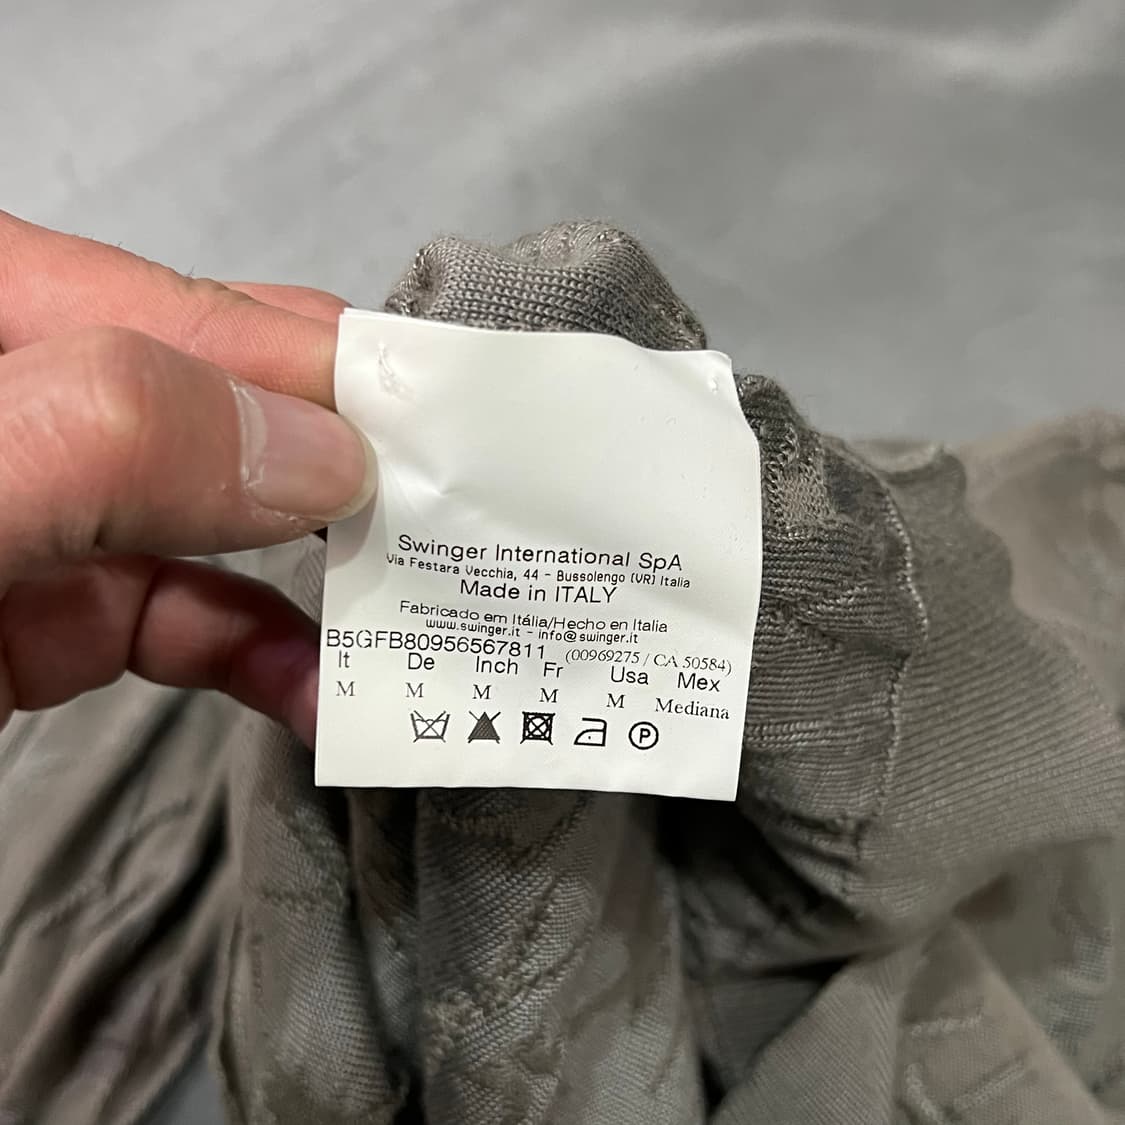 Swinger International SpA
Via Festara Vecchia, 44 - Bussolengo (VR) Italia
Made in ITALY
Fabricado em Itália/Hecho en Italia
www.swinger.it - info@swinger.it
B5GFB80956567811 (00969275 / CA 50584)
It De Inch Fr Usa Mex
M M M M M Mediana
P